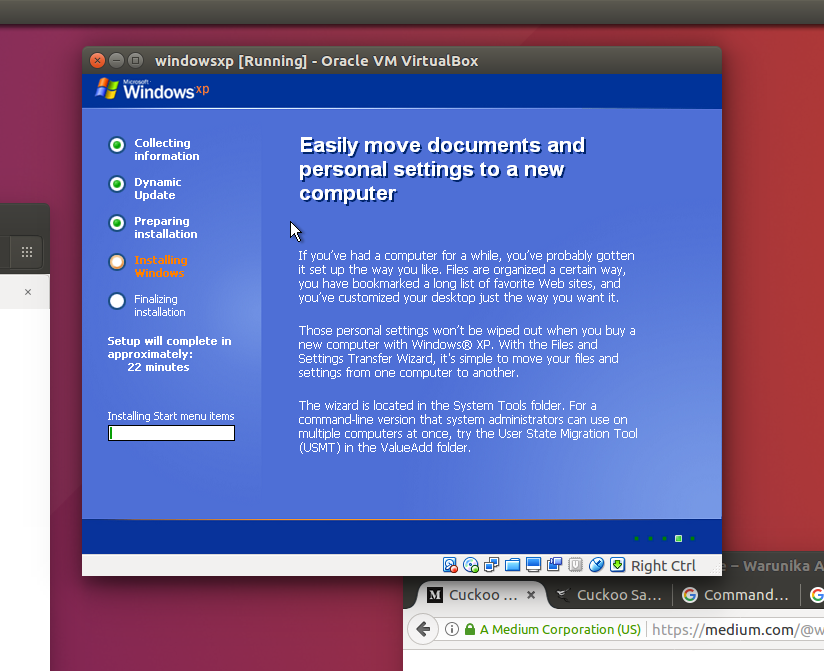 windowsxp [Running] - Oracle VM VirtualBox
Microsoft
Windows xp
Collecting
information
Dynamic
Update
Preparing
installation
Installing
Windows
Finalizing
installation
Setup will complete in
approximately:
22 minutes
Installing Start menu items
Easily move documents and
personal settings to a new
computer
If you've had a computer for a while, you've probably gotten
it set up the way you like. Files are organized a certain way,
you have bookmarked a long list of favorite Web sites, and
you've customized your desktop just the way you want it.
Those personal settings won't be wiped out when you buy a
new computer with Windows® XP. With the Files and
Settings Transfer Wizard, it's simple to move your files and
settings from one computer to another.
The wizard is located in the System Tools folder. For a
command-line version that system administrators can use on
multiple computers at once, try the User State Migration Tool
(USMT) in the ValueAdd folder.
Right Ctrl
e – Warunika A
Cuckoo ...
Cuckoo Sa...
Command...
A Medium Corporation (US)
https://medium.com/@w